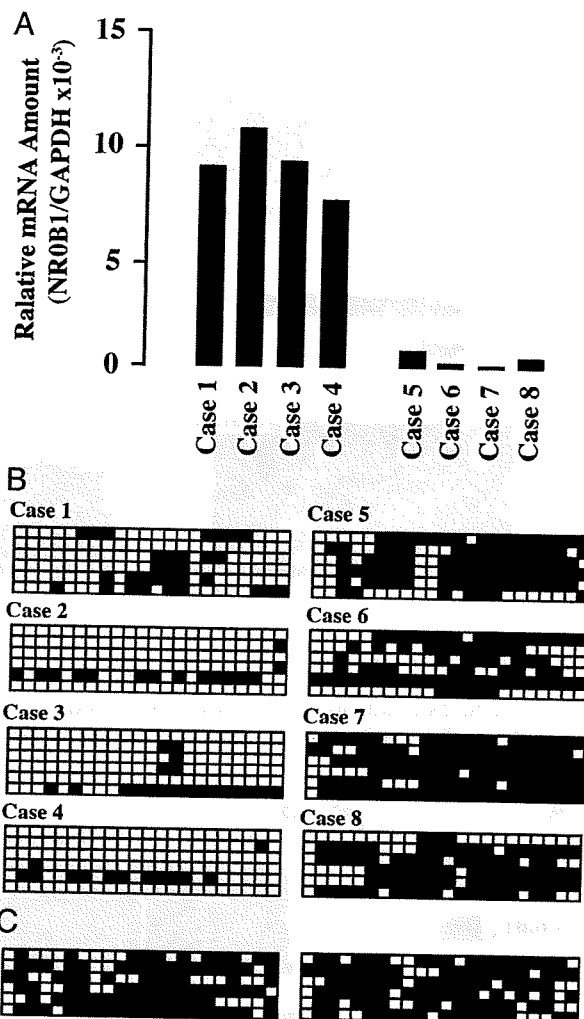 A
Ralative mRNA Amount
(NR0B1/GAPDH x10-3)
15
10
5
0
Case 1
Case 2
Case 3
Case 4
Case 5
Case 6
Case 7
Case 8
B
Case 1
Case 5
Case 2
Case 6
Case 3
Case 7
Case 4
Case 8
C